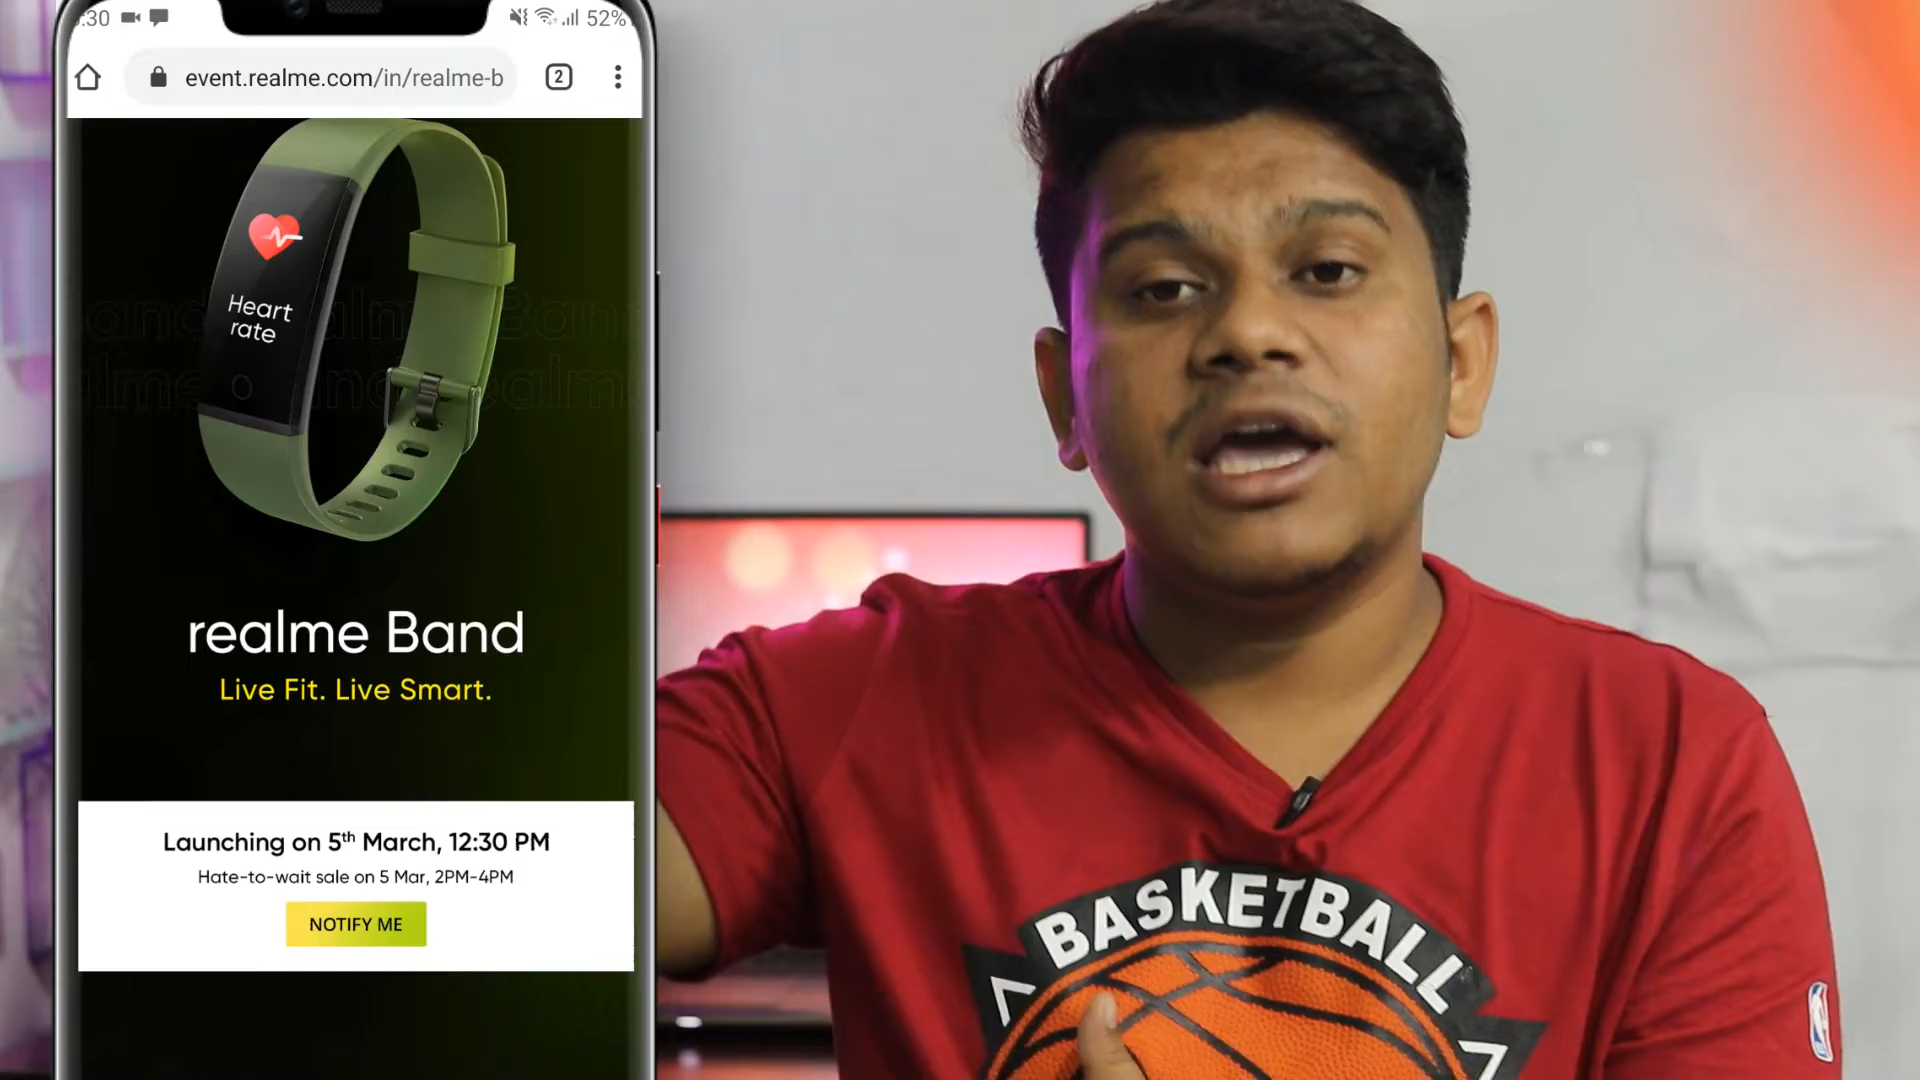 :30
52%
event.realme.com/in/realme-b
2
Heart
rate
realme Band
Live Fit. Live Smart.
Launching on 5th March, 12:30 PM
Hate-to-wait sale on 5 Mar, 2PM-4PM
NOTIFY ME
BASKETBALL